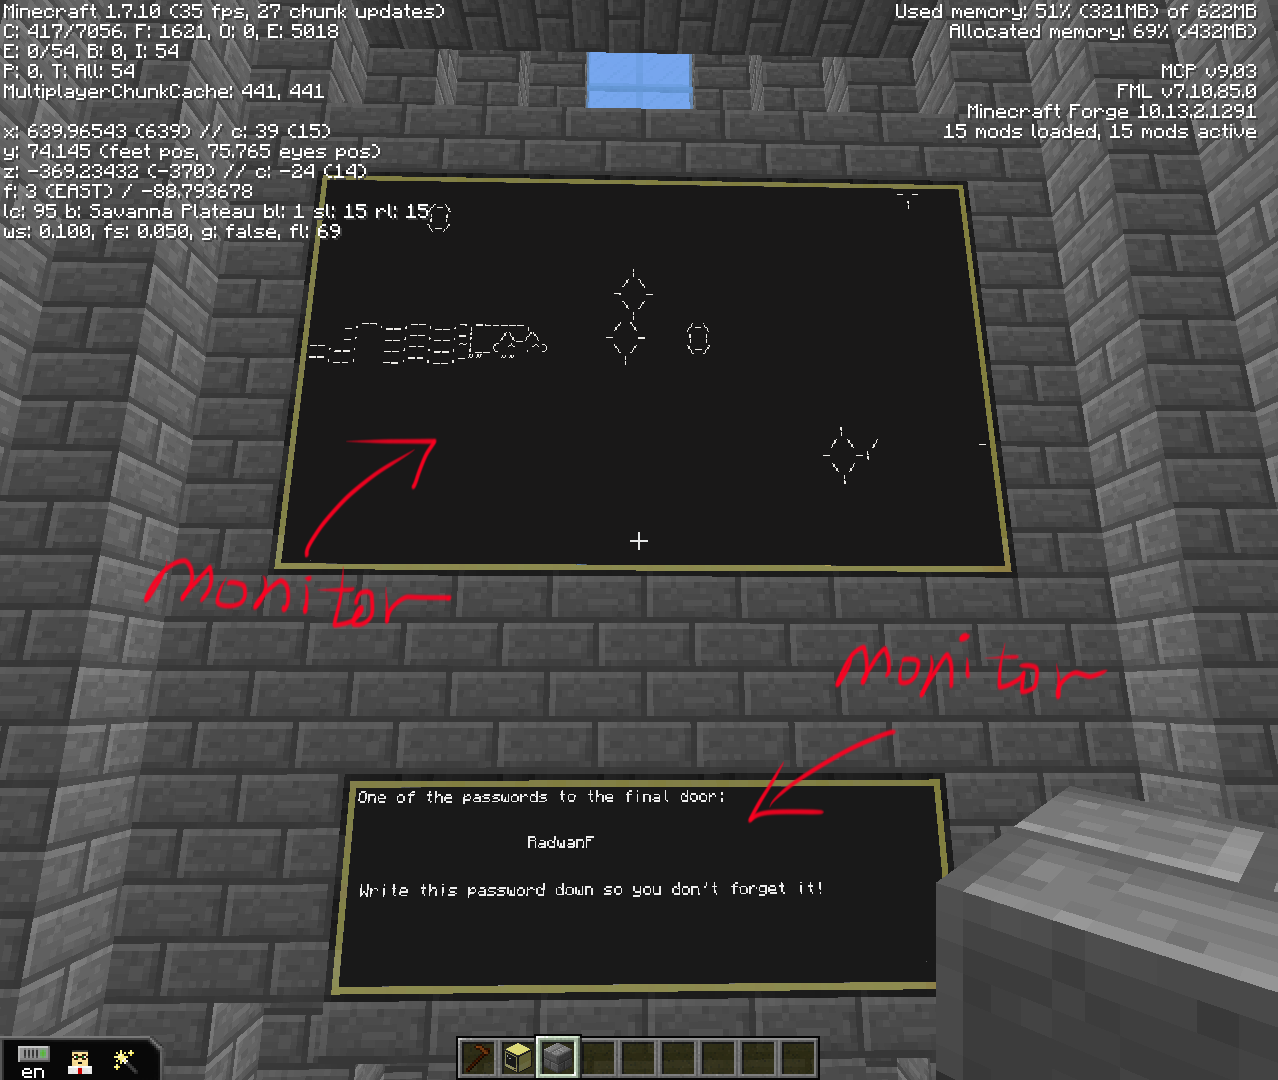 Minecraft 1.7.10 (35 fps, 27 chunk updates)
C: 417/7056. F: 1621, O: 0, E: 5018
E: 0/54. B: 0, I: 54
P: 0. T: All: 54
MultiplayerChunkCache: 441, 441
x: 639.96543 (639) // c: 39 (15)
y: 74.145 (feet pos, 75.765 eyes pos)
z: -369.23432 (-370) // c: -24 (14)
f: 3 (EAST) / -88.793678
lc: 95 b: Savanna Plateau bl: 1 sl: 15 rl: 15
ws: 0.100, fs: 0.050, g: false, fl: 69
Used memory: 51% (321MB) of 622MB
Allocated memory: 69% (432MB)
MCP v9.03
FML v7.10.85.0
Minecraft Forge 10.13.2.1291
15 mods loaded, 15 mods active
Monitor
Monitor
One of the passwords to the final door:
RadwanF
Write this password down so you don't forget it!
en